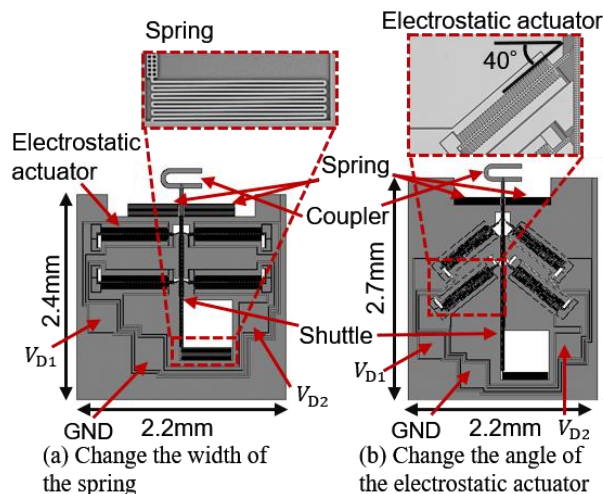 Spring
Electrostatic actuator
40°
Electrostatic
actuator
Spring
Coupler
2.4mm
2.7mm
Shuttle
V_D1
V_D2
GND
2.2mm
V_D1
GND
2.2mm
V_D2
(a) Change the width of
the spring
(b) Change the angle of
the electrostatic actuator